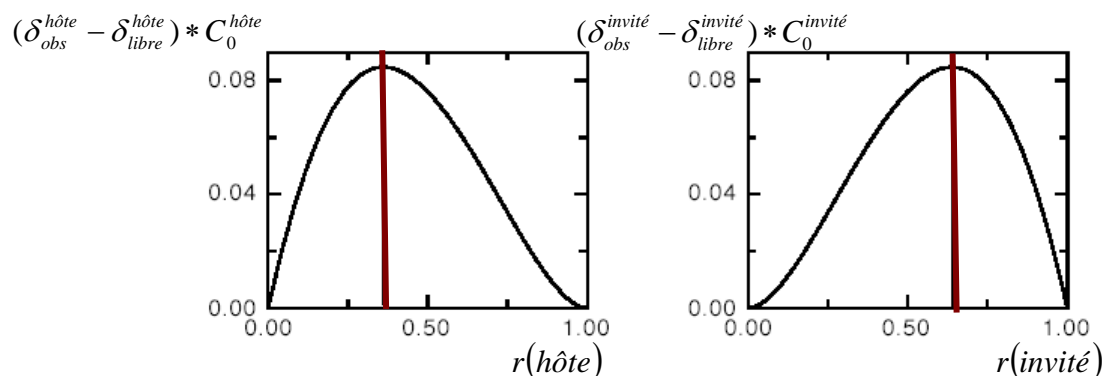 (δ_obs^hôte − δ_libre^hôte) * C_0^hôte
0.08
0.04
0.00
0.00 0.50 1.00
r(hôte)
(δ_obs^invité − δ_libre^invité) * C_0^invité
0.08
0.04
0.00
0.00 0.50 1.00
r(invité)